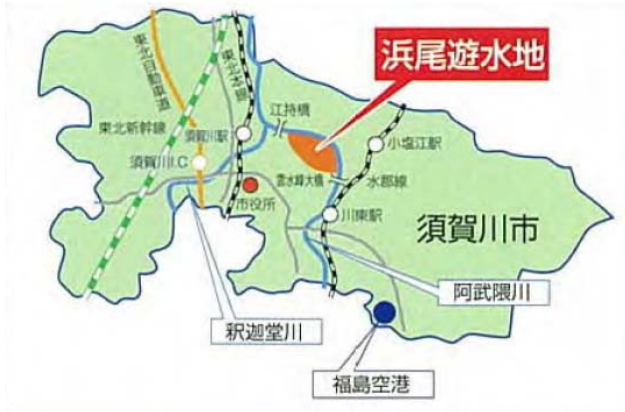 浜尾遊水地
東北自動車道
東北本線
江持橋
東北新幹線
須賀川駅
小塩江駅
須賀川I.C
雲水峰大橋
水郡線
市役所
川東駅
須賀川市
阿武隈川
釈迦堂川
福島空港